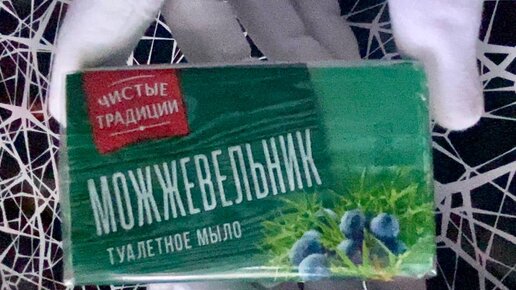 ЧИСТЫЕ
ТРАДИЦИИ
МОЖЖЕВЕЛЬНИК
ТУАЛЕТНОЕ МЫЛО